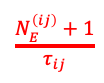 N_E^{(ij)} + 1
τ_{ij}